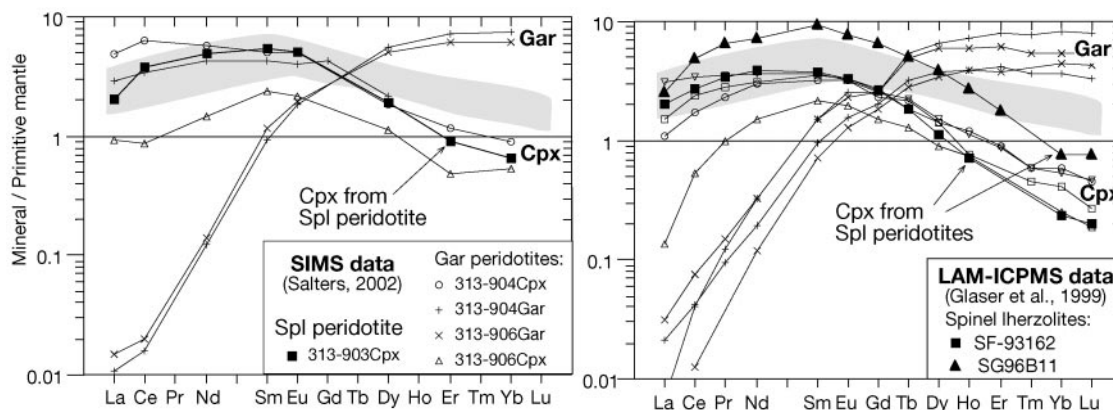 Mineral / Primitive mantle
10
1
0.1
0.01
Gar
Cpx
Cpx from
Spl peridotite
SIMS data
(Salters, 2002)
Spl peridotite
313-903Cpx
Gar peridotites:
313-904Cpx
313-904Gar
313-906Gar
313-906Cpx
La Ce Pr Nd Sm Eu Gd Tb Dy Ho Er Tm Yb Lu
10
1
0.1
0.01
Gar
Cpx
Cpx from
Spl peridotites
LAM-ICPMS data
(Glaser et al., 1999)
Spinel lherzolites:
SF-93162
SG96B11
La Ce Pr Nd Sm Eu Gd Tb Dy Ho Er Tm Yb Lu